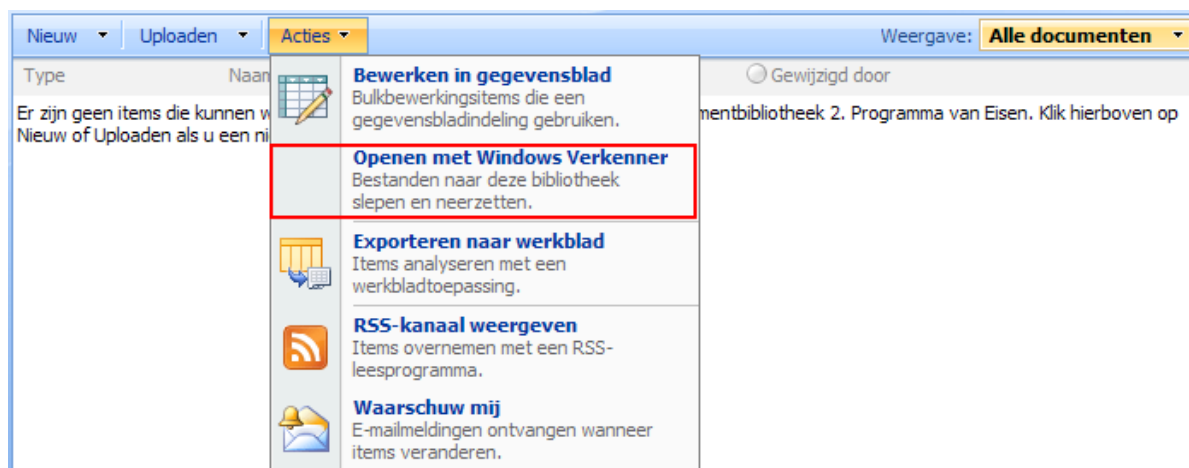 Nieuw Uploaden Acties Weergave: Alle documenten
Type Naam Gewijzigd door
Er zijn geen items die kunnen w mentbibliotheek 2. Programma van Eisen. Klik hierboven op
Nieuw of Uploaden als u een ni
Bewerken in gegevensblad
Bulkbewerkingsitems die een
gegevensbladindeling gebruiken.
Openen met Windows Verkenner
Bestanden naar deze bibliotheek
slepen en neerzetten.
Exporteren naar werkblad
Items analyseren met een
werkbladtoepassing.
RSS-kanaal weergeven
Items overnemen met een RSS-
leesprogramma.
Waarschuw mij
E-mailmeldingen ontvangen wanneer
items veranderen.